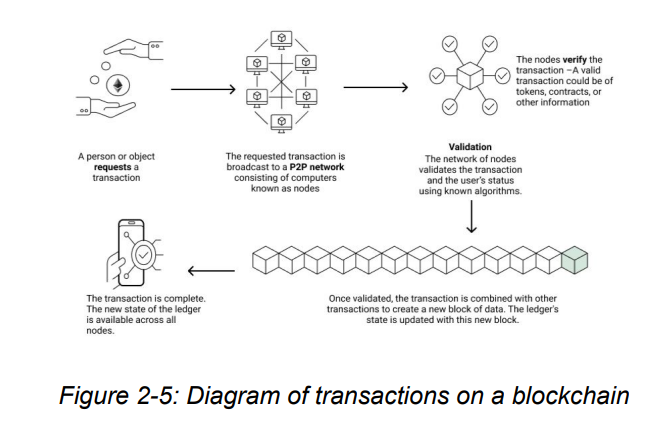 A person or object
requests a
transaction
The requested transaction is
broadcast to a P2P network
consisting of computers
known as nodes
The nodes verify the
transaction –A valid
transaction could be of
tokens, contracts, or
other information
Validation
The network of nodes
validates the transaction
and the user's status
using known algorithms.
Once validated, the transaction is combined with other
transactions to create a new block of data. The ledger's
state is updated with this new block.
The transaction is complete.
The new state of the ledger
is available across all
nodes.
Figure 2-5: Diagram of transactions on a blockchain